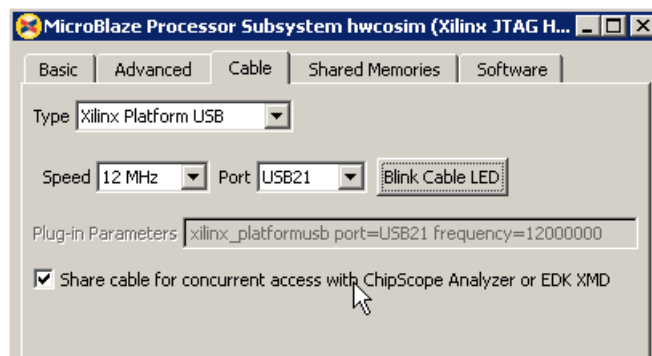 MicroBlaze Processor Subsystem hwcosim (Xilinx JTAG H...
Basic Advanced Cable Shared Memories Software
Type Xilinx Platform USB
Speed 12 MHz Port USB21 Blink Cable LED
Plug-in Parameters xilinx_platformusb port=USB21 frequency=12000000
Share cable for concurrent access with ChipScope Analyzer or EDK XMD